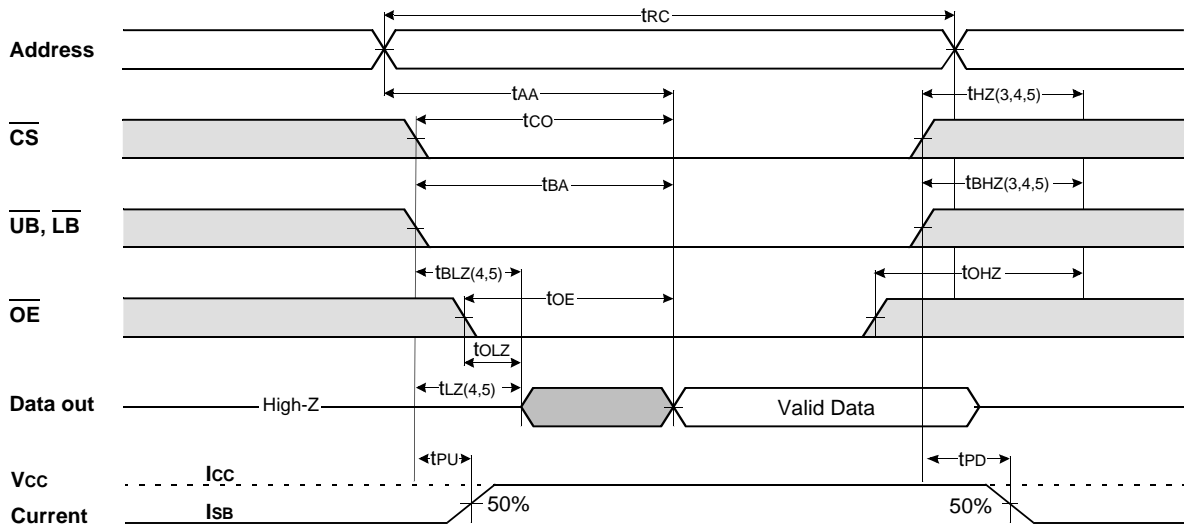 tRC
Address
tAA
tHZ(3,4,5)
tCO
CS
tBA
tBHZ(3,4,5)
UB, LB
tBLZ(4,5)
tOHZ
tOE
OE
tOLZ
tLZ(4,5)
Data out
High-Z
Valid Data
tPU
tPD
VCC
ICC
50%
50%
Current
ISB